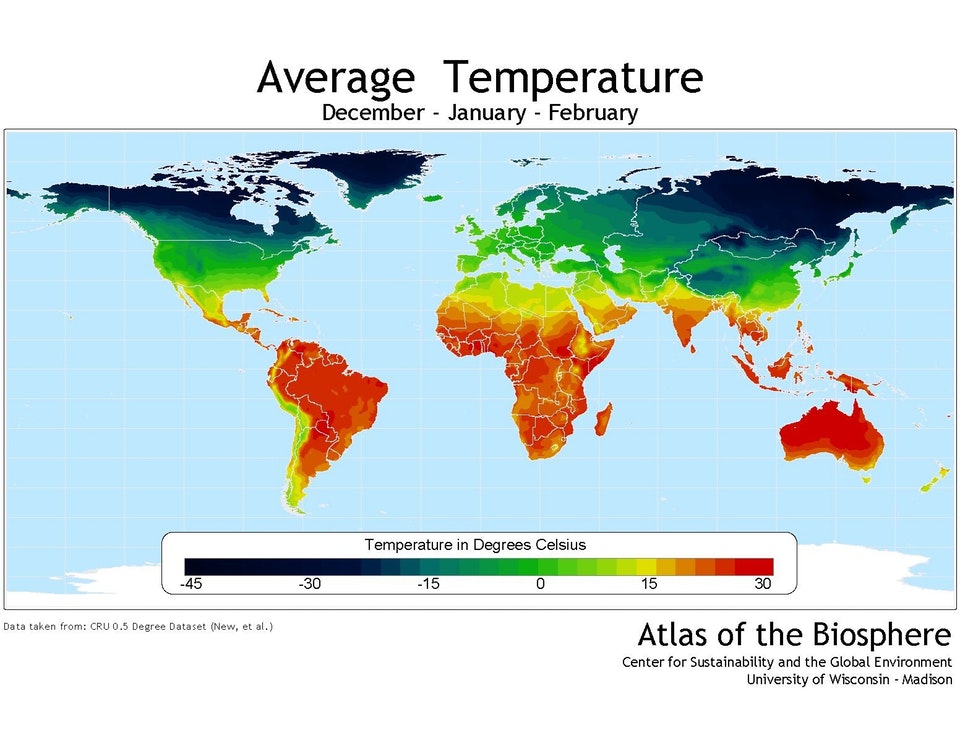 Average Temperature
December - January - February
Temperature in Degrees Celsius
-45 -30 -15 0 15 30
Data taken from: CRU 0.5 Degree Dataset (New, et al.)
Atlas of the Biosphere
Center for Sustainability and the Global Environment
University of Wisconsin - Madison